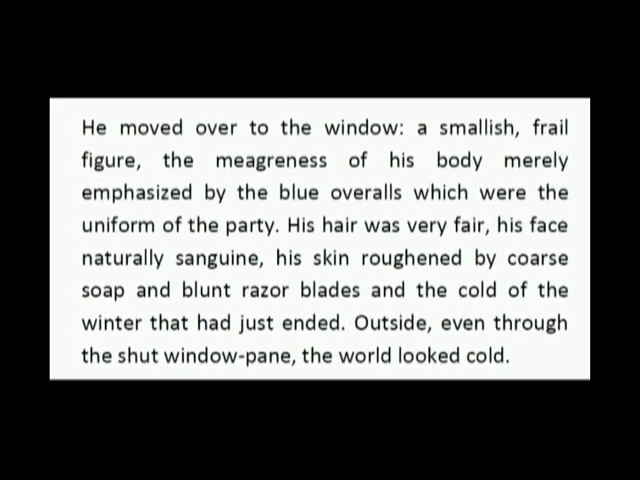 He moved over to the window: a smallish, frail
figure, the meagreness of his body merely
emphasized by the blue overalls which were the
uniform of the party. His hair was very fair, his face
naturally sanguine, his skin roughened by coarse
soap and blunt razor blades and the cold of the
winter that had just ended. Outside, even through
the shut window-pane, the world looked cold.